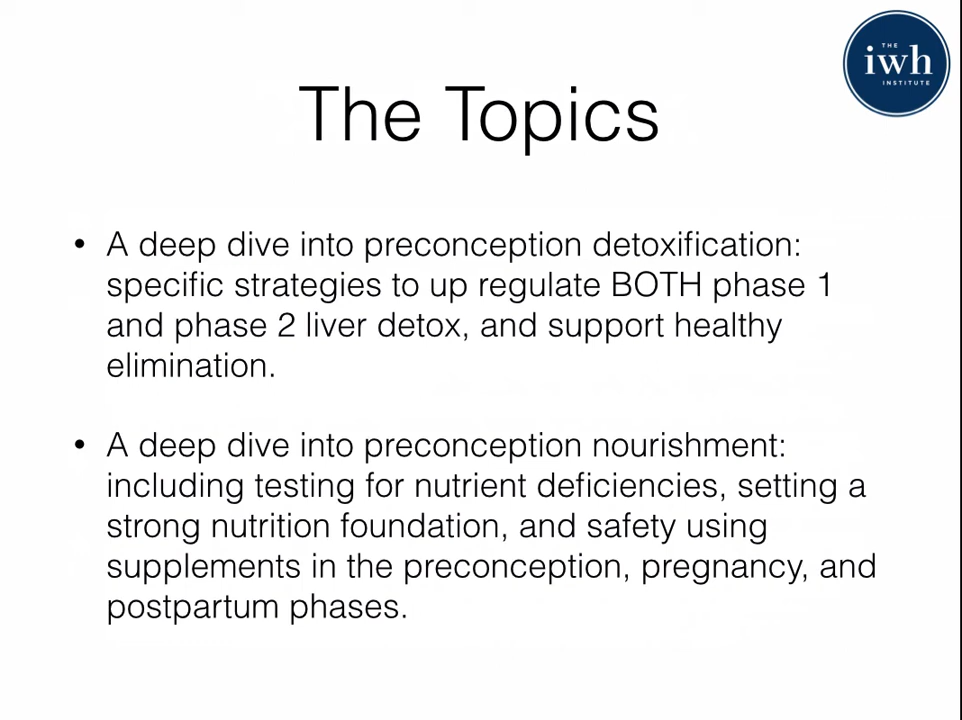 THE
iwh
INSTITUTE
The Topics
• A deep dive into preconception detoxification:
specific strategies to up regulate BOTH phase 1
and phase 2 liver detox, and support healthy
elimination.
• A deep dive into preconception nourishment:
including testing for nutrient deficiencies, setting a
strong nutrition foundation, and safety using
supplements in the preconception, pregnancy, and
postpartum phases.